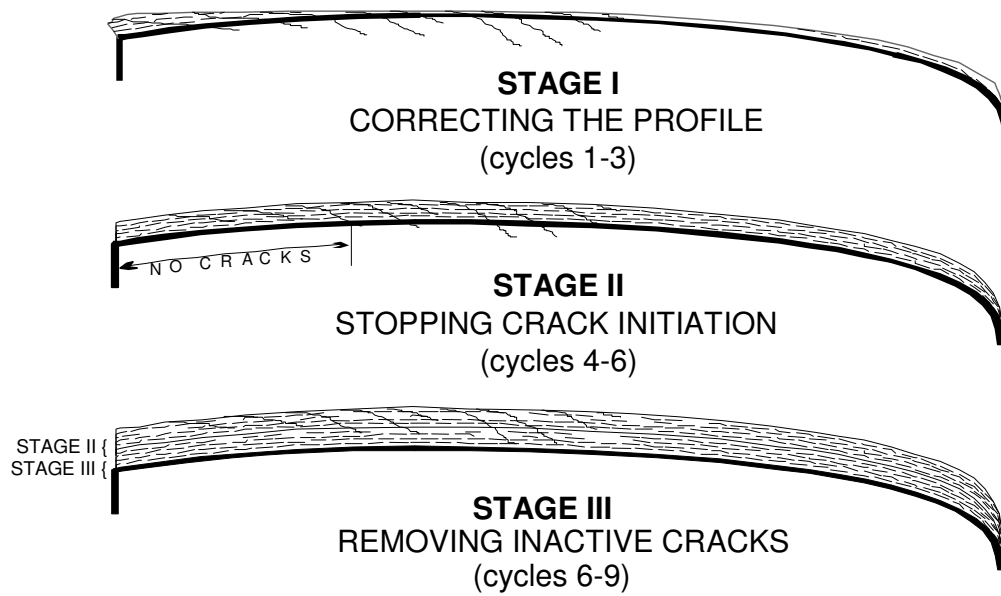 STAGE I
CORRECTING THE PROFILE
(cycles 1-3)
NO CRACKS
STAGE II
STOPPING CRACK INITIATION
(cycles 4-6)
STAGE II {
STAGE III {
STAGE III
REMOVING INACTIVE CRACKS
(cycles 6-9)